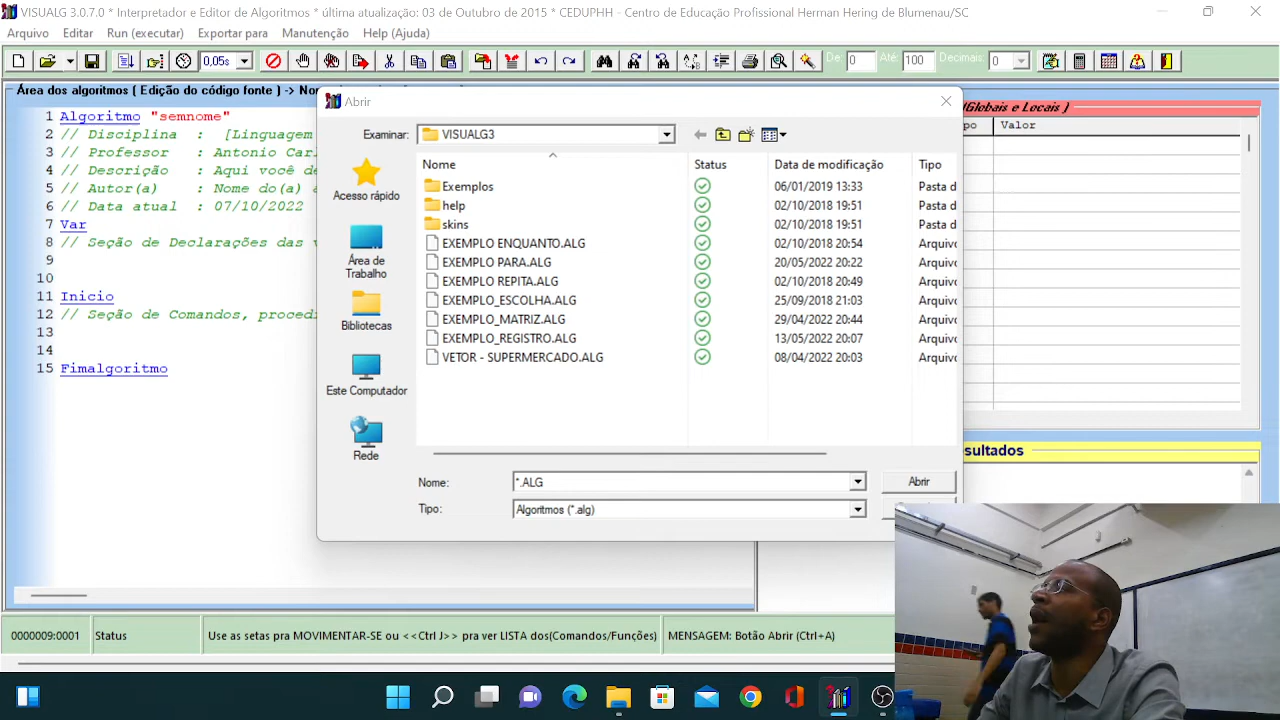 VISUALG 3.0.7.0 * Interpretador e Editor de Algoritmos * última atualização: 03 de Outubro de 2015 * CEDUPHH - Centro de Educação Profissional Herman Hering de Blumenau/SC
Arquivo Editar Run (executar) Exportar para Manutenção Help (Ajuda)
0,05s De: 0 Até: 100 Decimais: 0
Área dos algoritmos ( Edição do código fonte ) -> No
Globais e Locais )
po Valor
1 Algoritmo "semnome"
2 // Disciplina : [Linguagem
3 // Professor : Antonio Carl
4 // Descrição : Aqui você de
5 // Autor(a) : Nome do(a) a
6 // Data atual : 07/10/2022
7 Var
8 // Seção de Declarações das v
9
10
11 Inicio
12 // Seção de Comandos, procedi
13
14
15 Fimalgoritmo
Abrir
Examinar: VISUALG3
Acesso rápido
Área de Trabalho
Bibliotecas
Este Computador
Rede
Nome Status Data de modificação Tipo
Exemplos 06/01/2019 13:33 Pasta d
help 02/10/2018 19:51 Pasta d
skins 02/10/2018 19:51 Pasta d
EXEMPLO ENQUANTO.ALG 02/10/2018 20:54 Arquivo
EXEMPLO PARA.ALG 20/05/2022 20:22 Arquivo
EXEMPLO REPITA.ALG 02/10/2018 20:49 Arquivo
EXEMPLO_ESCOLHA.ALG 25/09/2018 21:03 Arquivo
EXEMPLO_MATRIZ.ALG 29/04/2022 20:44 Arquivo
EXEMPLO_REGISTRO.ALG 13/05/2022 20:07 Arquivo
VETOR - SUPERMERCADO.ALG 08/04/2022 20:03 Arquivo
Nome: *.ALG Abrir
Tipo: Algoritmos (*.alg)
sultados
0000009:0001 Status Use as setas pra MOVIMENTAR-SE ou <<Ctrl J>> pra ver LISTA dos(Comandos/Funções) MENSAGEM: Botão Abrir (Ctrl+A)